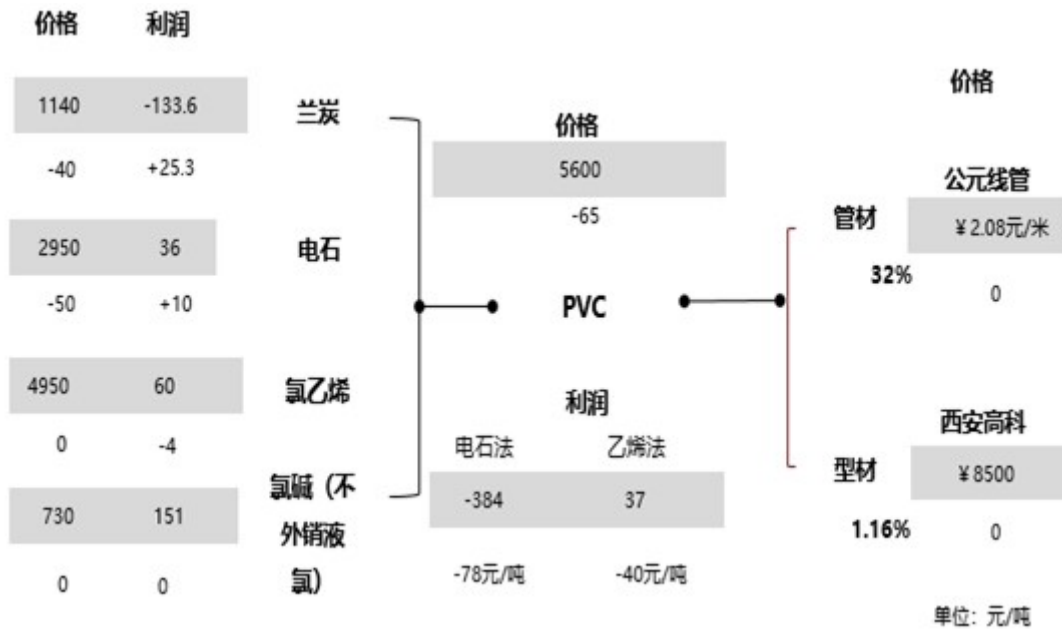 价格 利润
1140 -133.6 兰炭
-40 +25.3
2950 36 电石
-50 +10
4950 60 氯乙烯
0 -4
730 151 氯碱（不
外销液
氯）
0 0
价格
5600
-65
PVC
利润
电石法 乙烯法
-384 37
-78元/吨 -40元/吨
价格
公元线管
管材 ￥2.08元/米
32% 0
西安高科
型材 ￥8500
1.16% 0
单位：元/吨